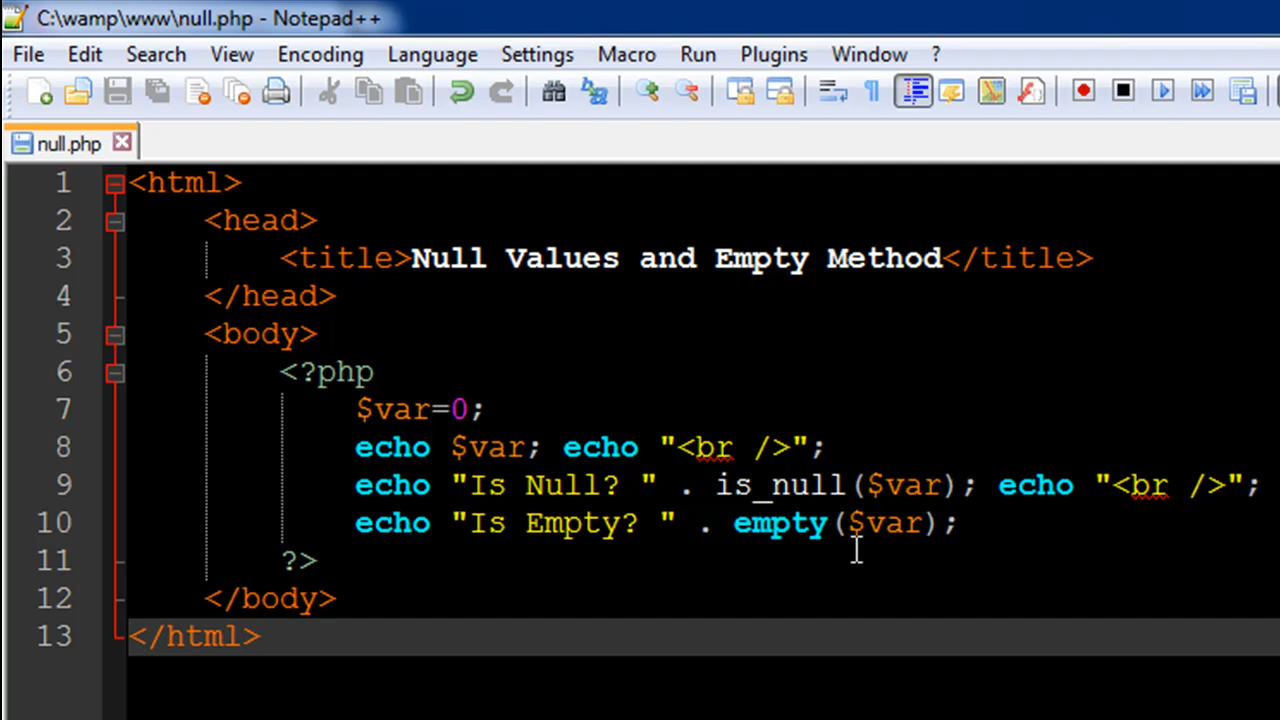 C:\wamp\www\null.php - Notepad++
File Edit Search View Encoding Language Settings Macro Run Plugins Window ?
null.php
1 <html>
2 <head>
3 <title>Null Values and Empty Method</title>
4 </head>
5 <body>
6 <?php
7 $var=0;
8 echo $var; echo "<br />";
9 echo "Is Null? " . is_null($var); echo "<br />";
10 echo "Is Empty? " . empty($var);
11 ?>
12 </body>
13 </html>